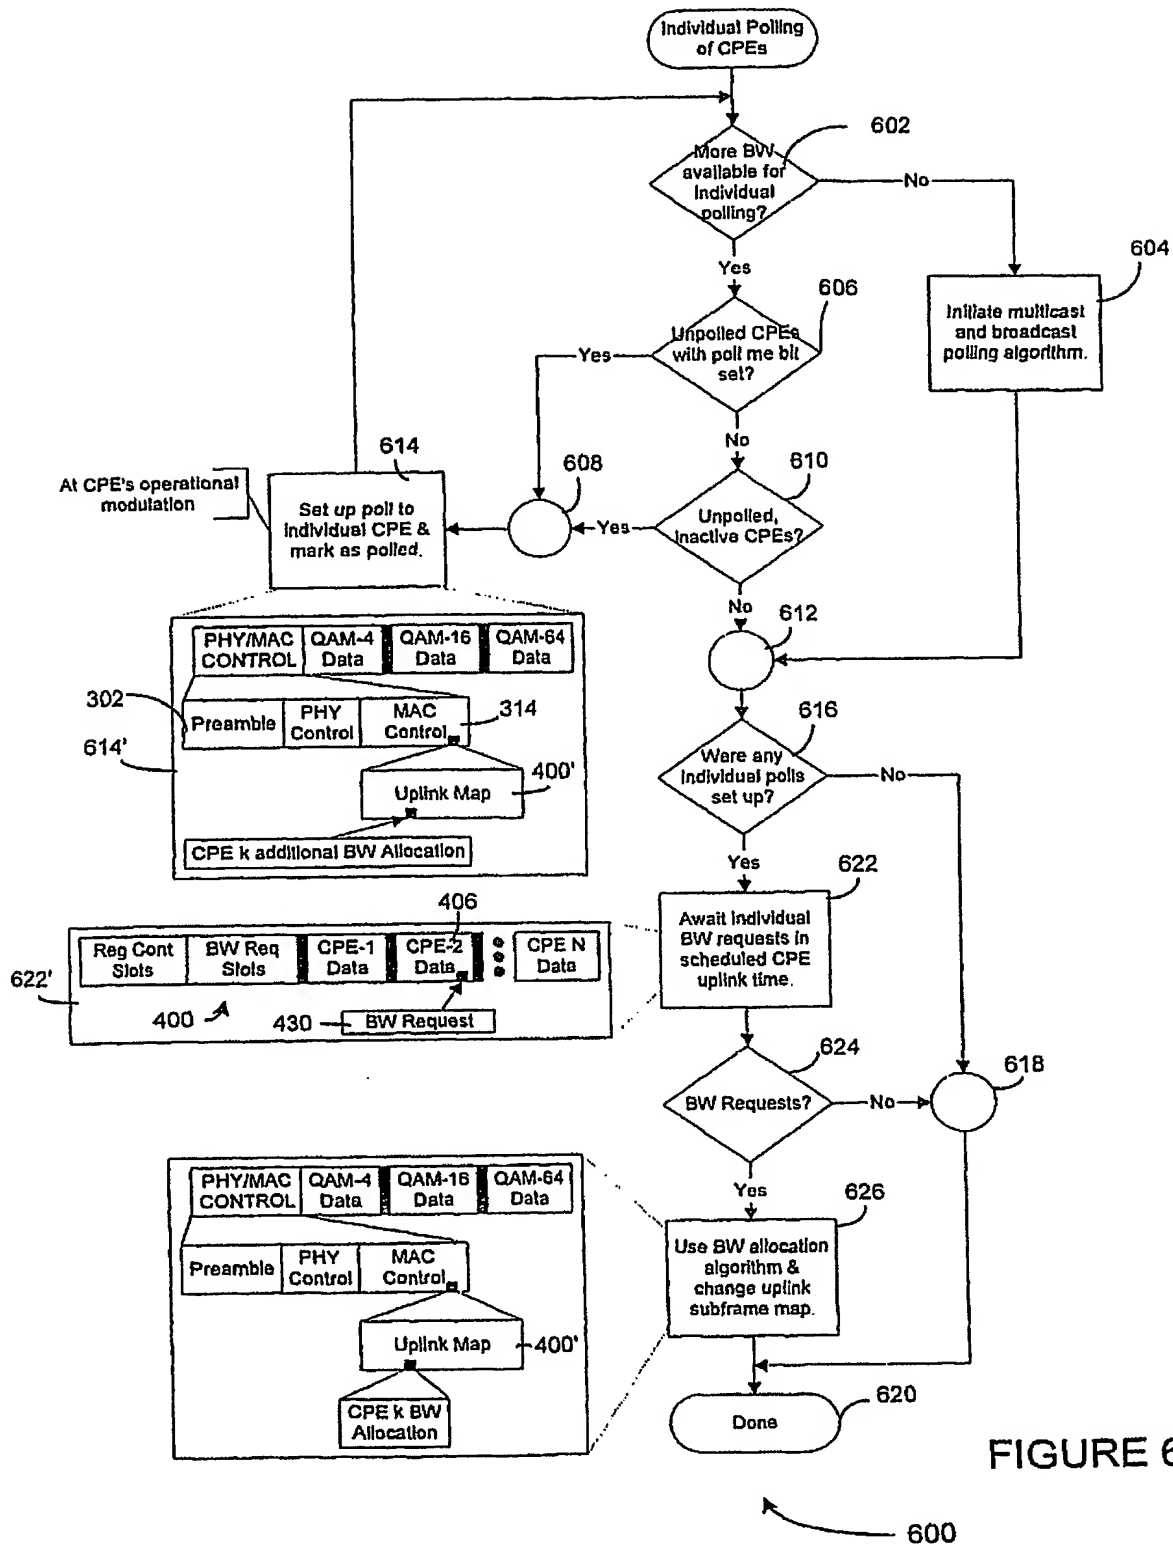 Individual Polling
of CPEs
602
More BW
available for
individual
polling?
No
Yes
604
Initiate multicast
and broadcast
polling algorithm.
606
Unpolled CPEs
with poll me bit
set?
Yes
No
614
At CPE's operational
modulation
Set up poll to
individual CPE &
mark as polled.
608
610
Unpolled,
inactive CPEs?
Yes
No
612
PHY/MAC
CONTROL
QAM-4
Data
QAM-16
Data
QAM-64
Data
302
Preamble
PHY
Control
MAC
Control
314
614'
Uplink Map
400'
CPE k additional BW Allocation
616
Were any
individual polls
set up?
No
Yes
622
Await individual
BW requests in
scheduled CPE
uplink time.
406
Reg Cont
Slots
BW Req
Slots
CPE-1
Data
CPE-2
Data
CPE N
Data
622'
400
430
BW Request
624
BW Requests?
No
618
Yes
626
Use BW allocation
algorithm &
change uplink
subframe map.
PHY/MAC
CONTROL
QAM-4
Data
QAM-16
Data
QAM-64
Data
Preamble
PHY
Control
MAC
Control
Uplink Map
400'
CPE k BW
Allocation
620
Done
FIGURE 6
600